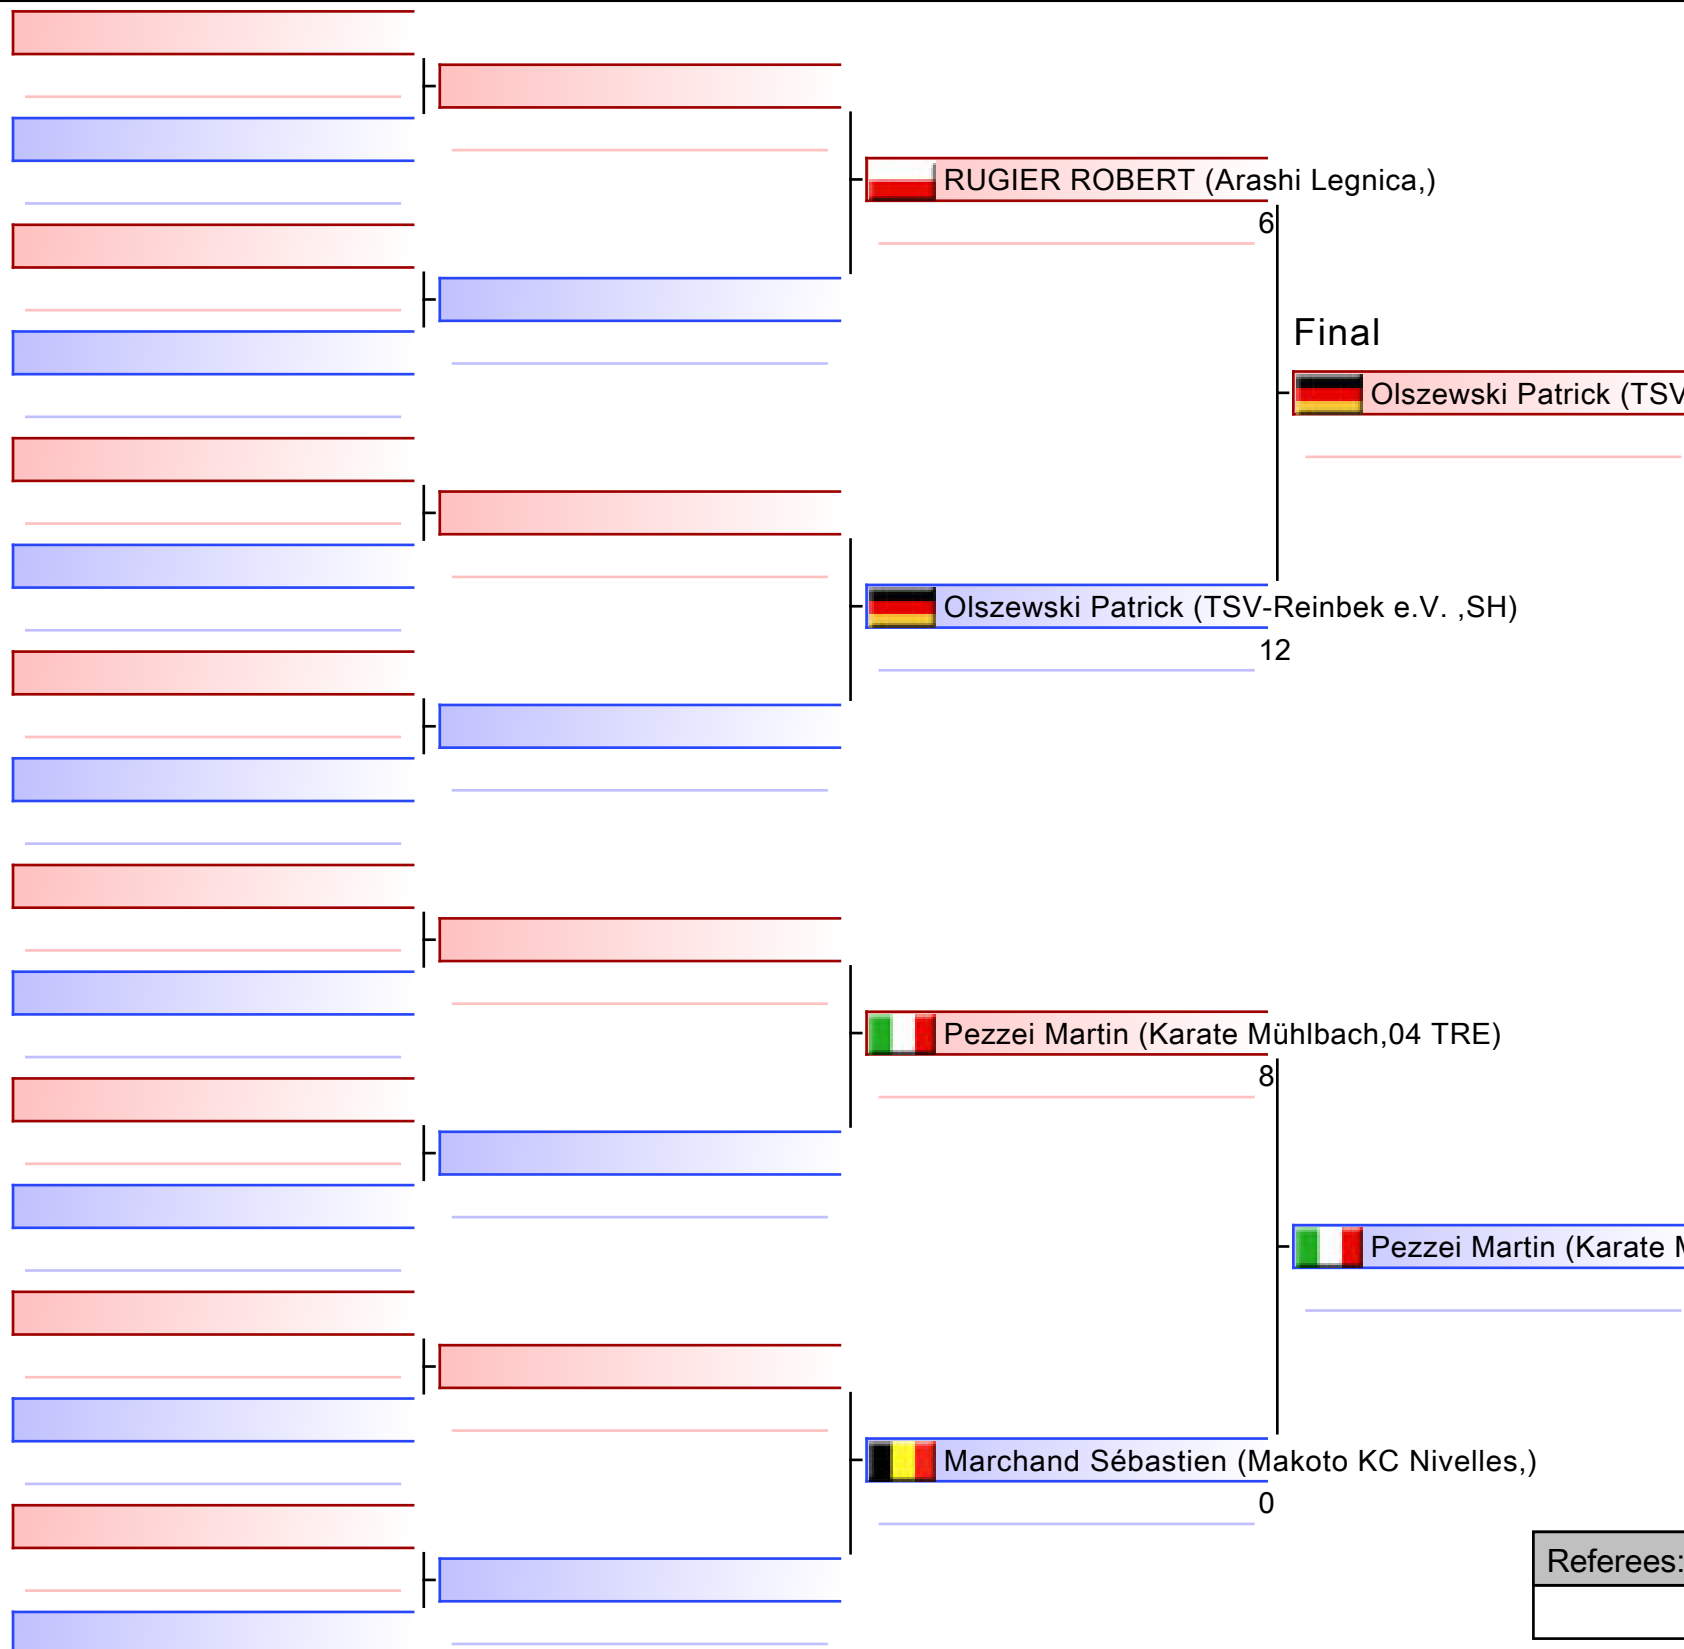 RUGIER ROBERT (Arashi Legnica,)
6
Final
Olszewski Patrick (TSV
Olszewski Patrick (TSV-Reinbek e.V. ,SH)
12
Pezzei Martin (Karate Mühlbach,04 TRE)
8
Pezzei Martin (Karate M
Marchand Sébastien (Makoto KC Nivelles,)
0
Referees: